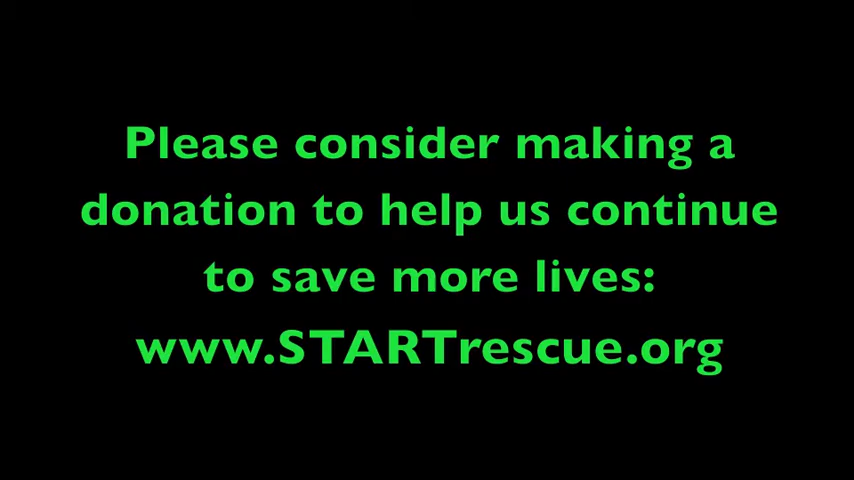 Please consider making a
donation to help us continue
to save more lives:
www.STARTrescue.org